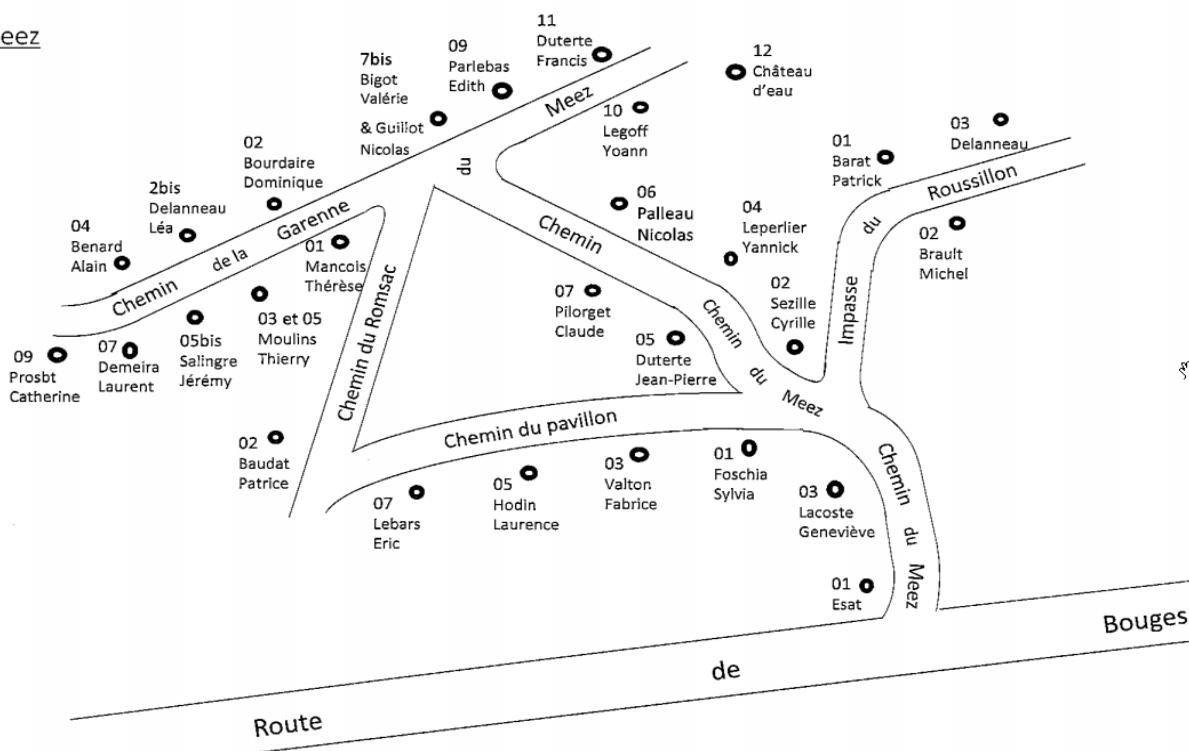 eez
11
Duterte
Francis
09
Parlebas
Edith
7bis
Bigot
Valérie
& Guillot
Nicolas
12
Château
d'eau
10
Legoff
Yoann
Meez
du
02
Bourdaire
Dominique
2bis
Delanneau
Léa
04
Benard
Alain
Chemin de la Garenne
01
Mancois
Thérèse
03 et 05
Moulins
Thierry
05bis
Salingre
Jérémy
07
Demeira
Laurent
09
Prosbt
Catherine
Chemin du Romsac
02
Baudat
Patrice
Chemin
06
Palleau
Nicolas
04
Leperlier
Yannick
02
Sezille
Cyrille
07
Pilorget
Claude
05
Duterte
Jean-Pierre
Chemin du Meez
01
Barat
Patrick
03
Delanneau
02
Brault
Michel
Impasse du Roussillon
Chemin du pavillon
07
Lebars
Eric
05
Hodin
Laurence
03
Valton
Fabrice
01
Foschia
Sylvia
03
Lacoste
Geneviève
01
Esat
Chemin du Meez
Route de Bouges